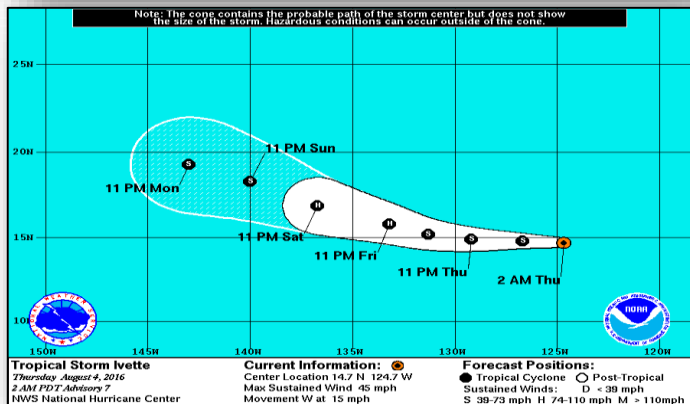 Note: The cone contains the probable path of the storm center but does not show
the size of the storm. Hazardous conditions can occur outside of the cone.
25N
20N
15N
10N
11 PM Mon
11 PM Sun
11 PM Sat
11 PM Fri
11 PM Thu
2 AM Thu
S
S
H
H
S
S
S
NATIONAL WEATHER SERVICE
NOAA
150W
145W
140W
135W
130W
125W
120W
Tropical Storm Ivette
Thursday August 4, 2016
2 AM PDT Advisory 7
NWS National Hurricane Center
Current Information:
Center Location 14.7 N 124.7 W
Max Sustained Wind 45 mph
Movement W at 15 mph
Forecast Positions:
Tropical Cyclone Post-Tropical
Sustained Winds: D < 39 mph
S 39-73 mph H 74-110 mph M > 110mph